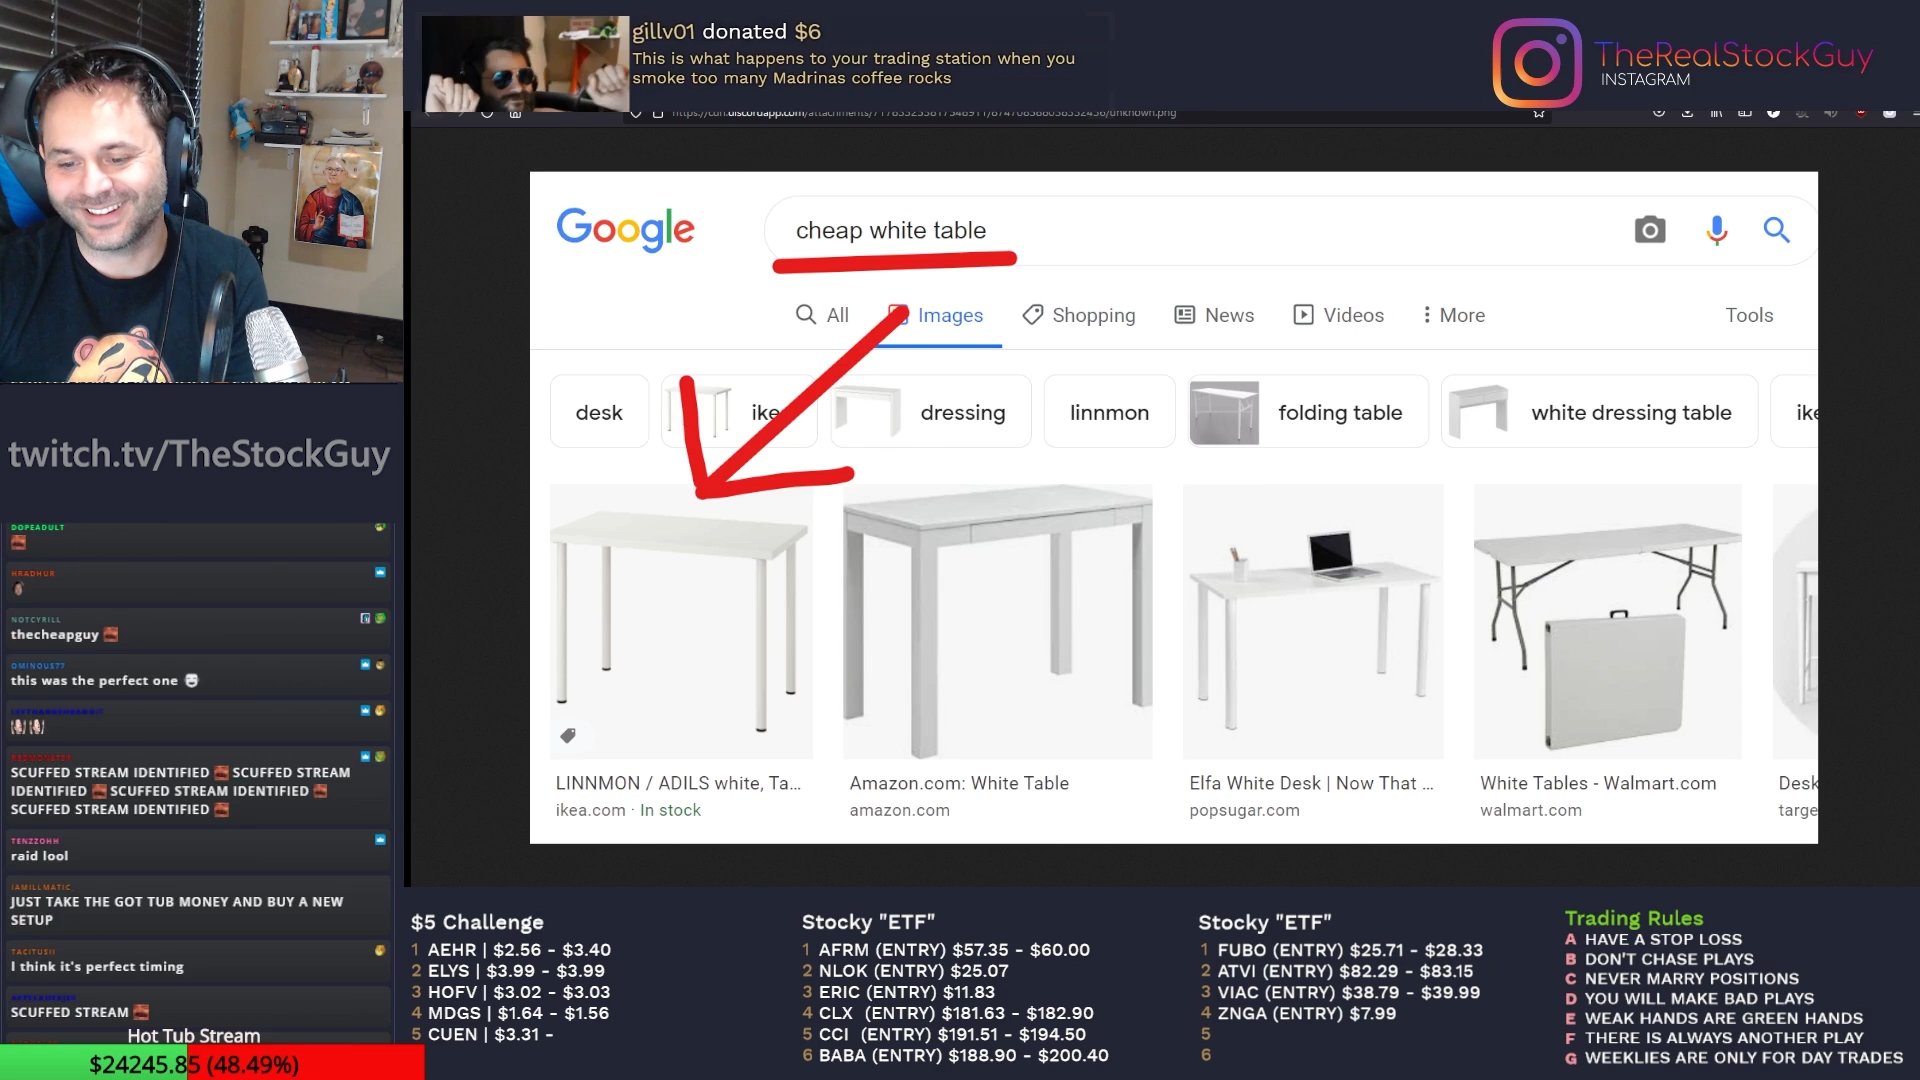 gillv01 donated $6
This is what happens to your trading station when you
smoke too many Madrinas coffee rocks
TheRealStockGuy
INSTAGRAM
Google
cheap white table
All
Images
Shopping
News
Videos
More
Tools
desk
ike
dressing
linnmon
folding table
white dressing table
ike
LINNMON / ADILS white, Ta...
ikea.com · In stock
Amazon.com: White Table
amazon.com
Elfa White Desk | Now That ...
popsugar.com
White Tables - Walmart.com
walmart.com
Desk
targe
twitch.tv/TheStockGuy
DOPEADULT
HRADHUR
NOTCYRILL
thecheapguy
OMINOUS77
this was the perfect one
SCUFFED STREAM IDENTIFIED SCUFFED STREAM
IDENTIFIED SCUFFED STREAM IDENTIFIED
SCUFFED STREAM IDENTIFIED
TENZZOHH
raid lool
IAMILLMATIC_
JUST TAKE THE GOT TUB MONEY AND BUY A NEW
SETUP
TACITUSII
I think it's perfect timing
SCUFFED STREAM
Hot Tub Stream
$24245.85 (48.49%)
$5 Challenge
1 AEHR | $2.56 - $3.40
2 ELYS | $3.99 - $3.99
3 HOFV | $3.02 - $3.03
4 MDGS | $1.64 - $1.56
5 CUEN | $3.31 -
Stocky "ETF"
1 AFRM (ENTRY) $57.35 - $60.00
2 NLOK (ENTRY) $25.07
3 ERIC (ENTRY) $11.83
4 CLX (ENTRY) $181.63 - $182.90
5 CCI (ENTRY) $191.51 - $194.50
6 BABA (ENTRY) $188.90 - $200.40
Stocky "ETF"
1 FUBO (ENTRY) $25.71 - $28.33
2 ATVI (ENTRY) $82.29 - $83.15
3 VIAC (ENTRY) $38.79 - $39.99
4 ZNGA (ENTRY) $7.99
5
6
Trading Rules
A HAVE A STOP LOSS
B DON'T CHASE PLAYS
C NEVER MARRY POSITIONS
D YOU WILL MAKE BAD PLAYS
E WEAK HANDS ARE GREEN HANDS
F THERE IS ALWAYS ANOTHER PLAY
G WEEKLIES ARE ONLY FOR DAY TRADES